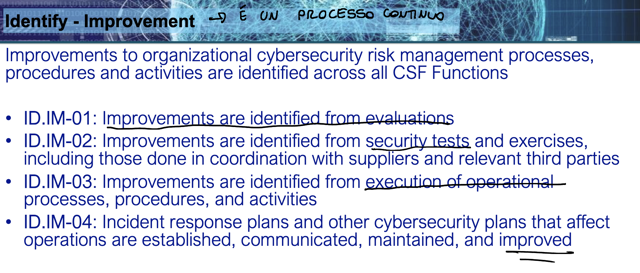 Identify - Improvement → È UN PROCESSO CONTINUO
Improvements to organizational cybersecurity risk management processes,
procedures and activities are identified across all CSF Functions
• ID.IM-01: Improvements are identified from evaluations
• ID.IM-02: Improvements are identified from security tests and exercises,
including those done in coordination with suppliers and relevant third parties
• ID.IM-03: Improvements are identified from execution of operational
processes, procedures, and activities
• ID.IM-04: Incident response plans and other cybersecurity plans that affect
operations are established, communicated, maintained, and improved